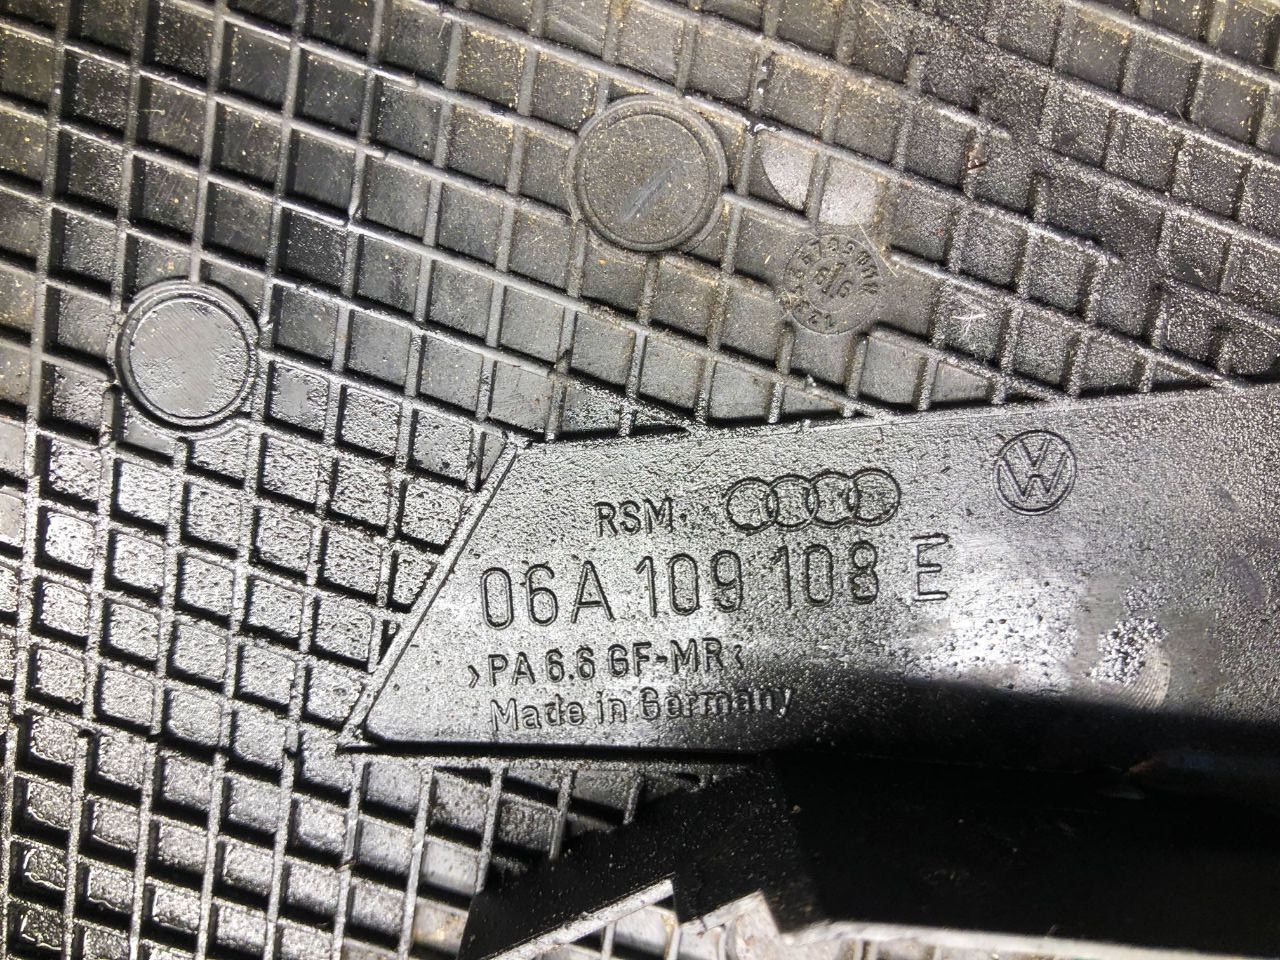 RSM
06A 109 108 E
>PA 6.6 GF-MR<
Made in Germany